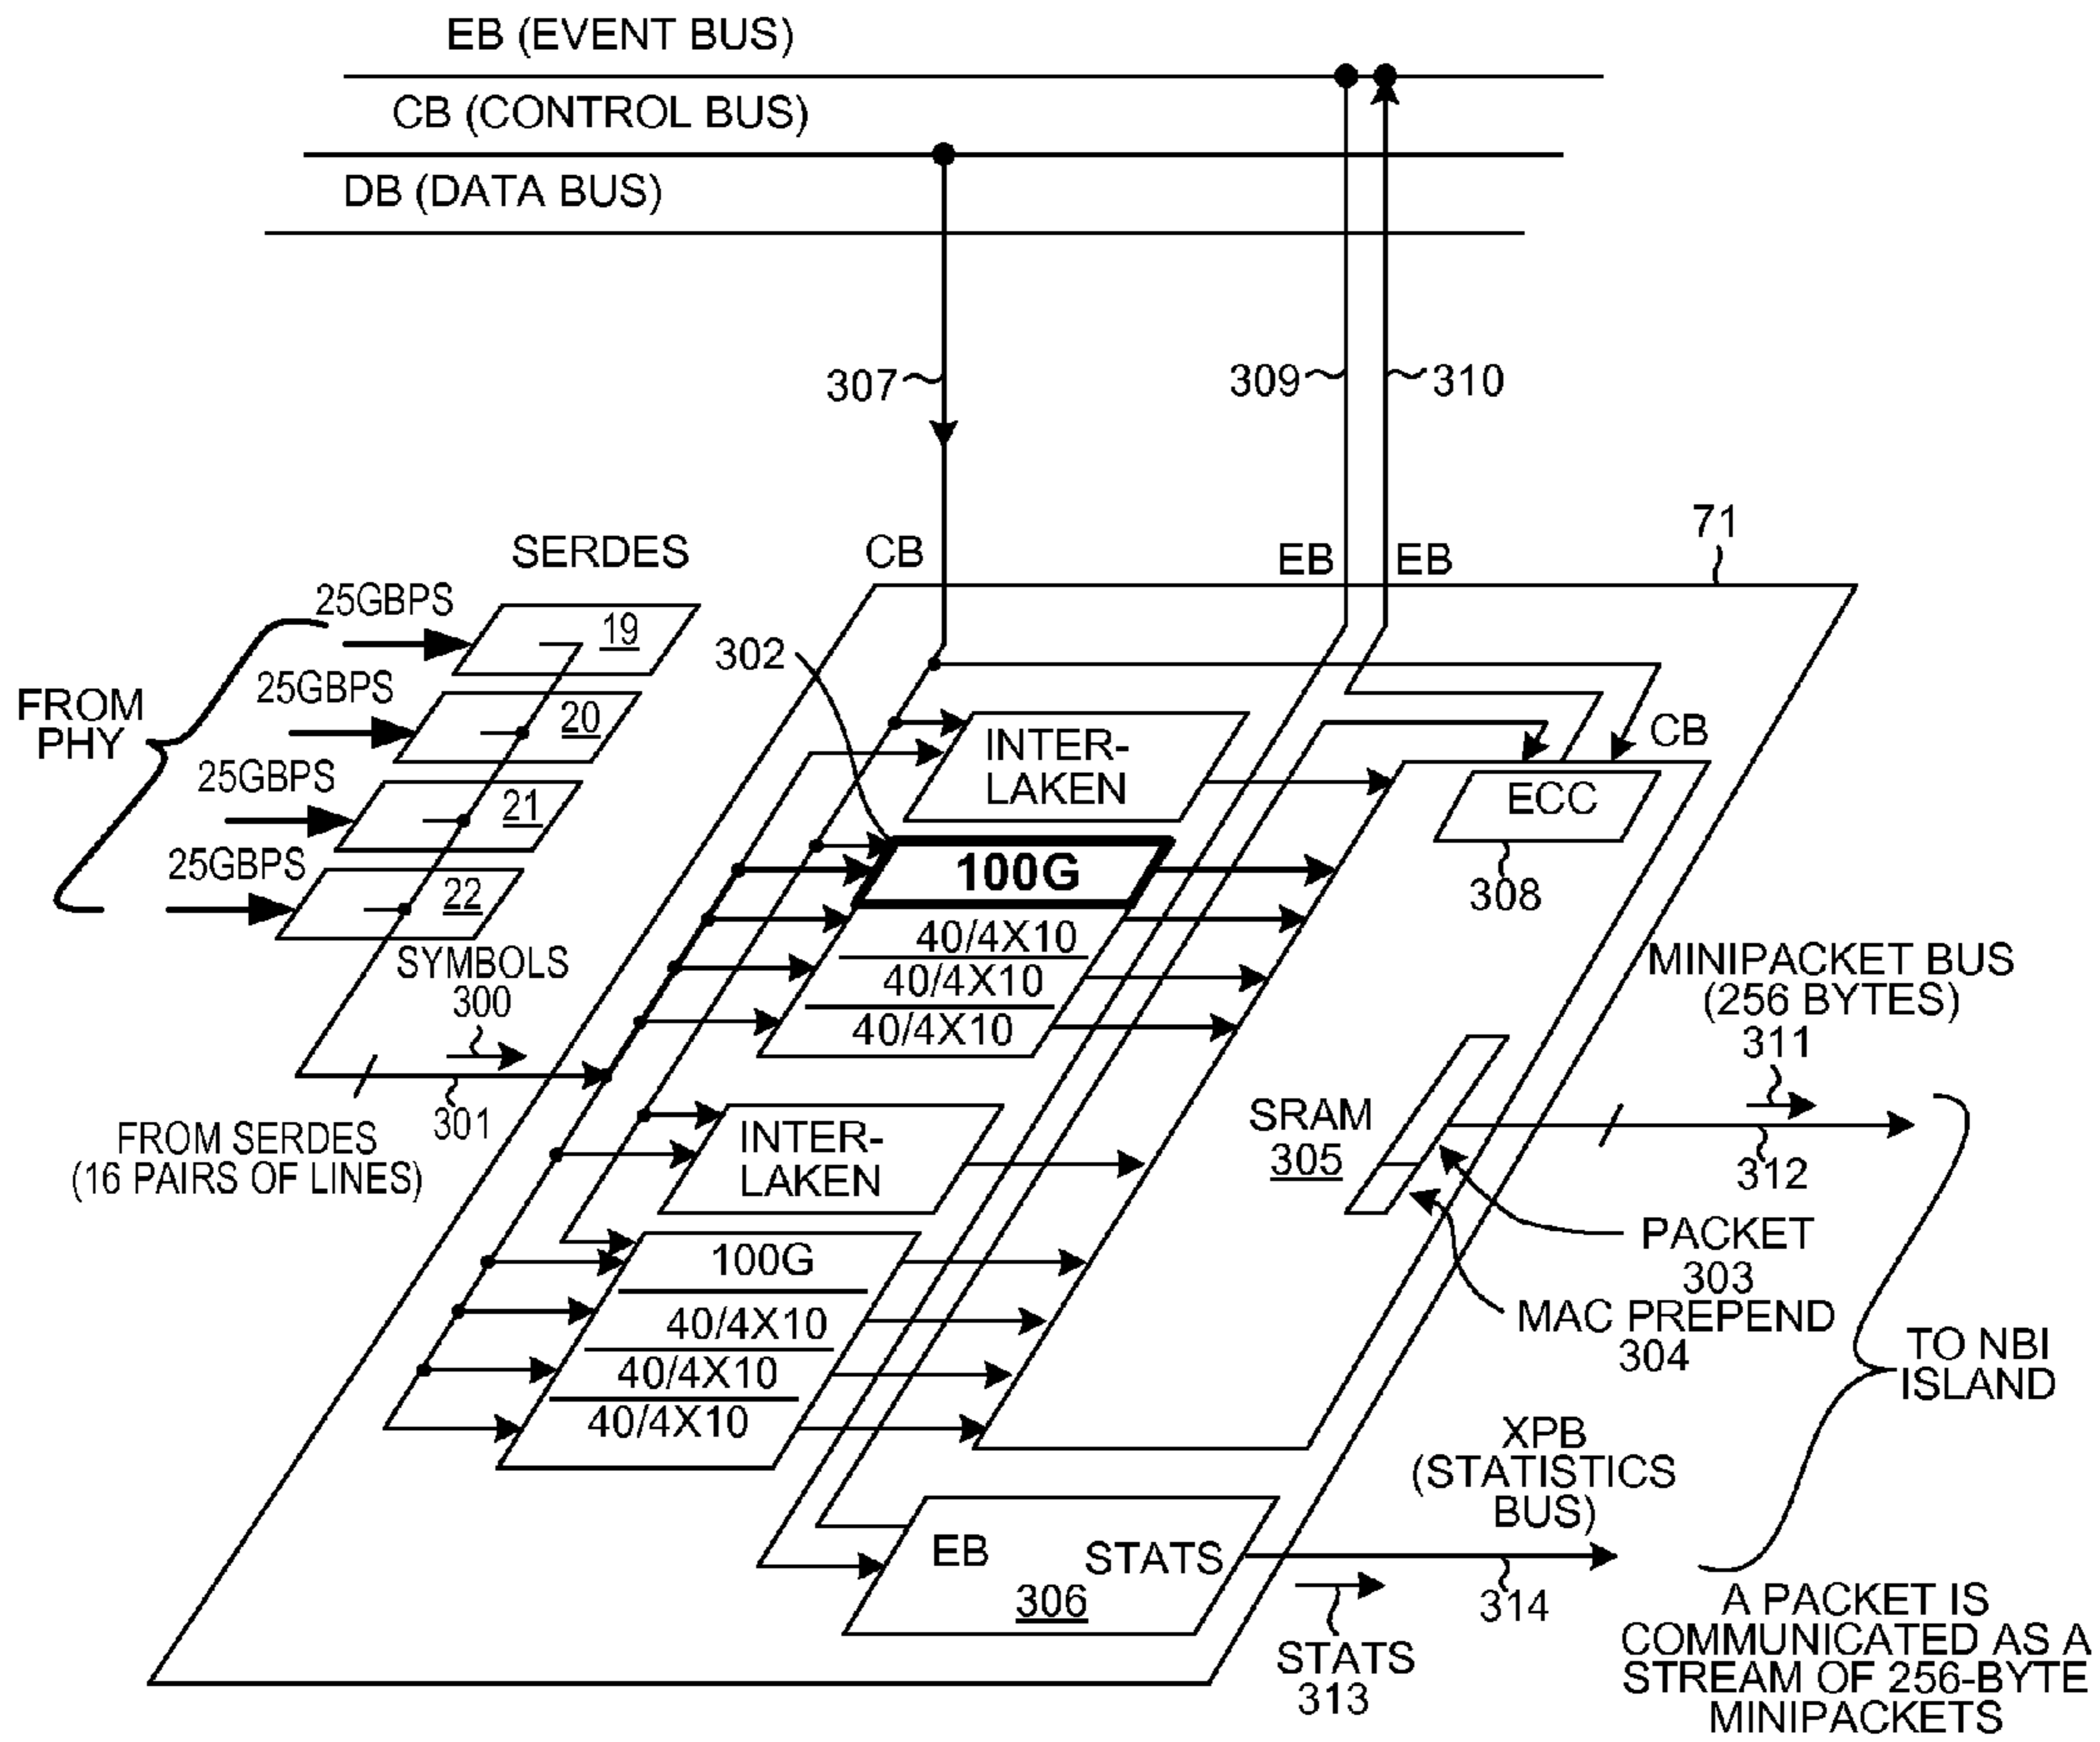 EB (EVENT BUS)
CB (CONTROL BUS)
DB (DATA BUS)
307
309
310
71
SERDES
CB
EB
EB
25GBPS
19
302
25GBPS
20
FROM
PHY
CB
INTER-
LAKEN
25GBPS
21
ECC
25GBPS
22
100G
308
40/4X10
40/4X10
40/4X10
SYMBOLS
300
MINIPACKET BUS
(256 BYTES)
311
301
FROM SERDES
(16 PAIRS OF LINES)
INTER-
LAKEN
SRAM
305
312
PACKET
303
MAC PREPEND
304
100G
40/4X10
40/4X10
40/4X10
TO NBI
ISLAND
XPB
(STATISTICS
BUS)
EB
STATS
306
314
STATS
313
A PACKET IS
COMMUNICATED AS A
STREAM OF 256-BYTE
MINIPACKETS